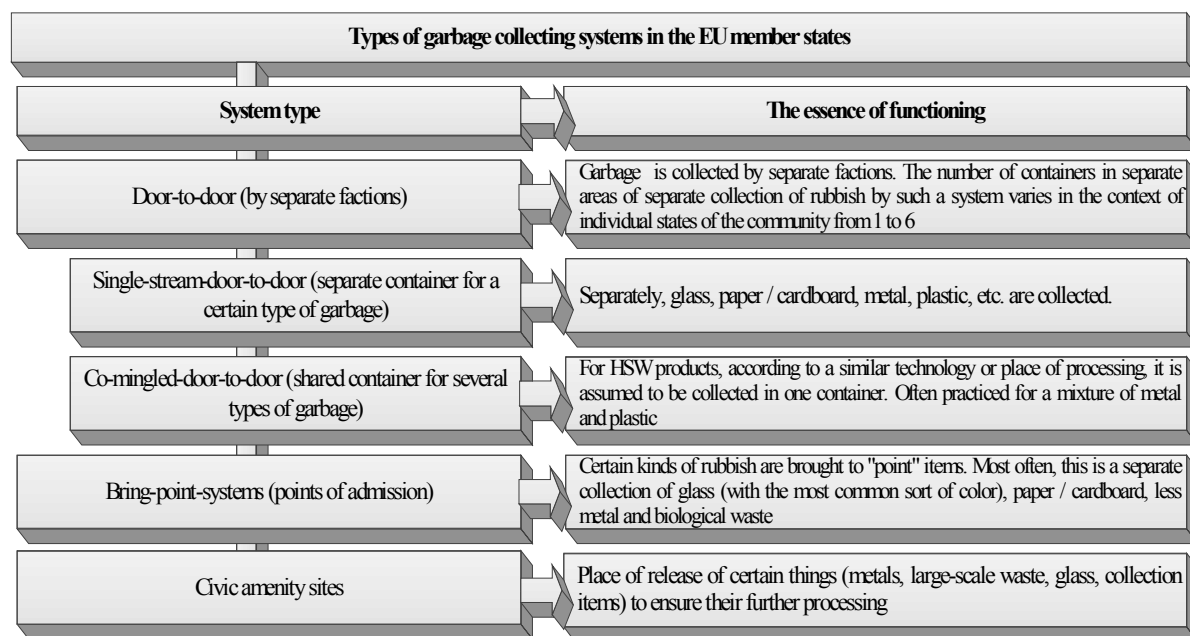 Types of garbage collecting systems in the EU member states
System type
The essence of functioning
Door-to-door (by separate factions)
Garbage is collected by separate factions. The number of containers in separate
areas of separate collection of rubbish by such a system varies in the context of
individual states of the community from 1 to 6
Single-stream-door-to-door (separate container for a
certain type of garbage)
Separately, glass, paper / cardboard, metal, plastic, etc. are collected.
Co-mingled-door-to-door (shared container for several
types of garbage)
For HSW products, according to a similar technology or place of processing, it is
assumed to be collected in one container. Often practiced for a mixture of metal
and plastic
Bring-point-systems (points of admission)
Certain kinds of rubbish are brought to "point" items. Most often, this is a separate
collection of glass (with the most common sort of color), paper / cardboard, less
metal and biological waste
Civic amenity sites
Place of release of certain things (metals, large-scale waste, glass, collection
items) to ensure their further processing